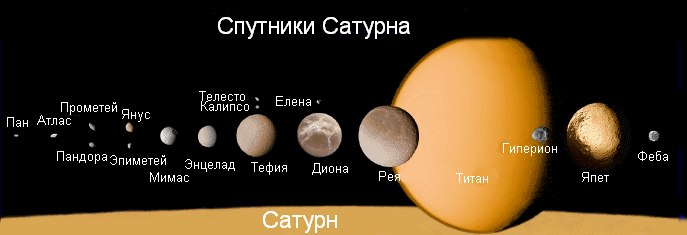 Спутники Сатурна
Пан
Атлас
Прометей
Пандора
Янус
Эпиметей
Мимас
Энцелад
Телесто
Калипсо
Тефия
Елена
Диона
Рея
Титан
Гиперион
Япет
Феба
Сатурн